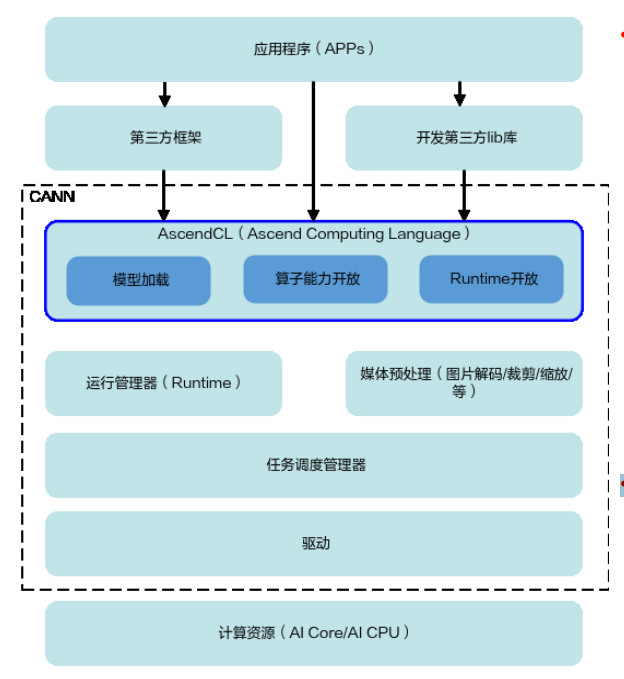 应用程序（APPs）
第三方框架
开发第三方lib库
CANN
AscendCL（Ascend Computing Language）
模型加载
算子能力开放
Runtime开放
运行管理器（Runtime）
媒体预处理（图片解码/裁剪/缩放/
等）
任务调度管理器
驱动
计算资源（AI Core/AI CPU）